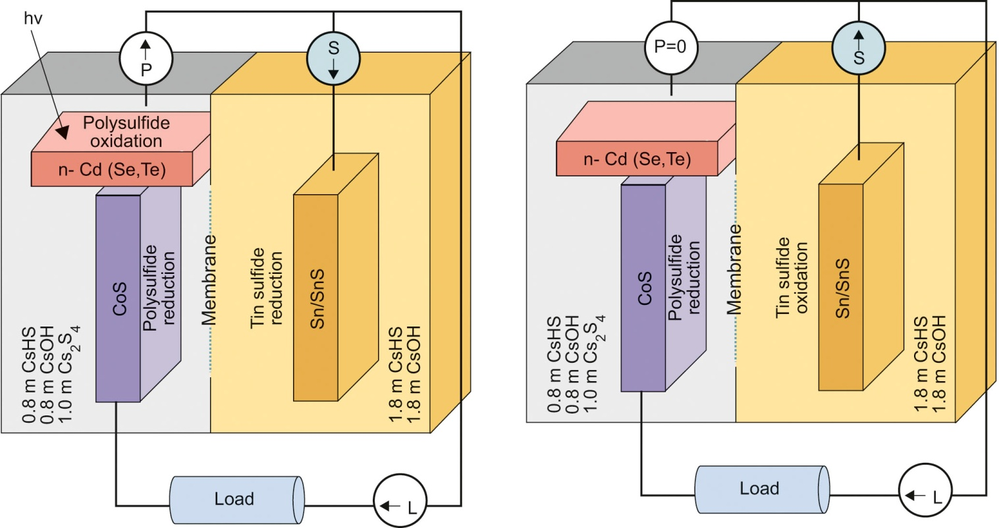 hv
P
S
Polysulfide
oxidation
n- Cd (Se,Te)
CoS
Polysulfide
reduction
Membrane
Tin sulfide
reduction
Sn/SnS
0.8 m CsHS
0.8 m CsOH
1.0 m Cs2S4
1.8 m CsHS
1.8 m CsOH
Load
L
P=0
S
n- Cd (Se,Te)
CoS
Polysulfide
reduction
Membrane
Tin sulfide
oxidation
Sn/SnS
0.8 m CsHS
0.8 m CsOH
1.0 m Cs2S4
1.8 m CsHS
1.8 m CsOH
Load
L